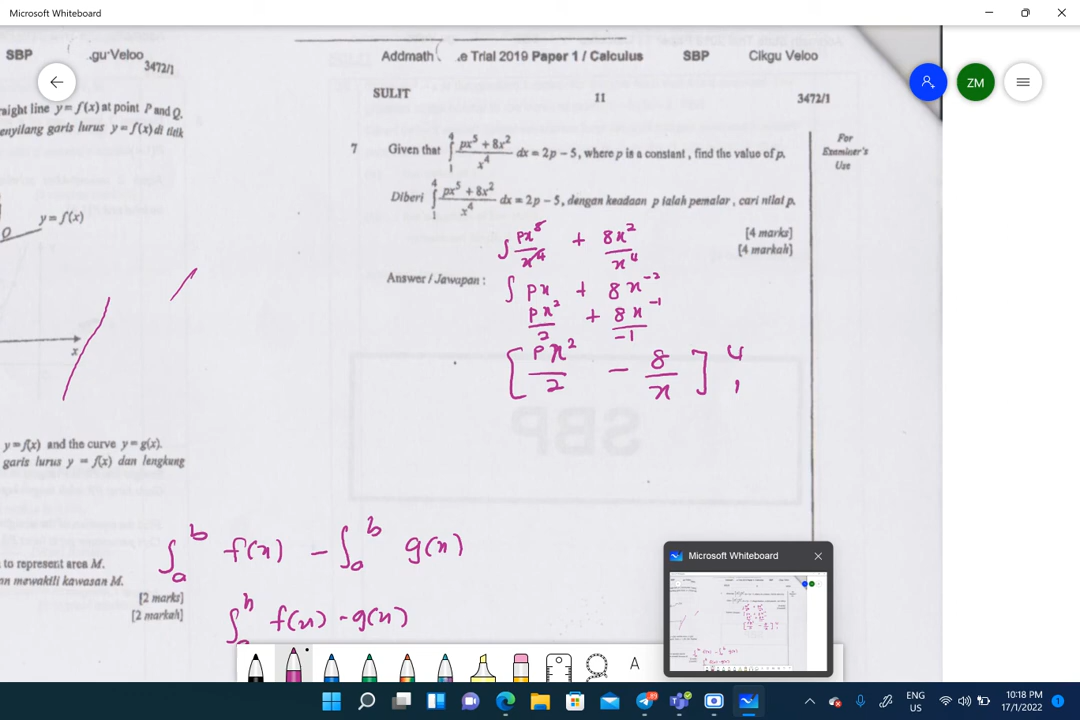 Microsoft Whiteboard
SBP
.gu'Veloo
3472/1
Addmath
.e Trial 2019 Paper 1 / Calculus
SBP
Cikgu Veloo
ZM
raight line y = f(x) at point P and Q.
enyilang garis lurus y = f(x) di titik
y = f(x)
x
SULIT
11
3472/1
For
Examiner's
Use
7 Given that ∫₁⁴ (px⁵ + 8x²)/x⁴ dx = 2p – 5, where p is a constant, find the value of p.
Diberi ∫₁⁴ (px⁵ + 8x²)/x⁴ dx = 2p – 5, dengan keadaan p ialah pemalar, cari nilai p.
[4 marks]
[4 markah]
∫ px⁵/x⁴ + 8x²/x⁴
Answer / Jawapan :
∫ px + 8x⁻²
px²/2 + 8x⁻¹/-1
[px²/2 - 8/x]⁴₁
SBP
y = f(x) and the curve y = g(x).
garis lurus y = f(x) dan lengkung
to represent area M.
n mewakili kawasan M.
[2 marks]
[2 markah]
∫ₐᵇ f(x) - ∫ₐᵇ g(x)
∫ₐᵇ f(x) - g(x)
Microsoft Whiteboard
A
89
ENG
US
10:18 PM
17/1/2022
1